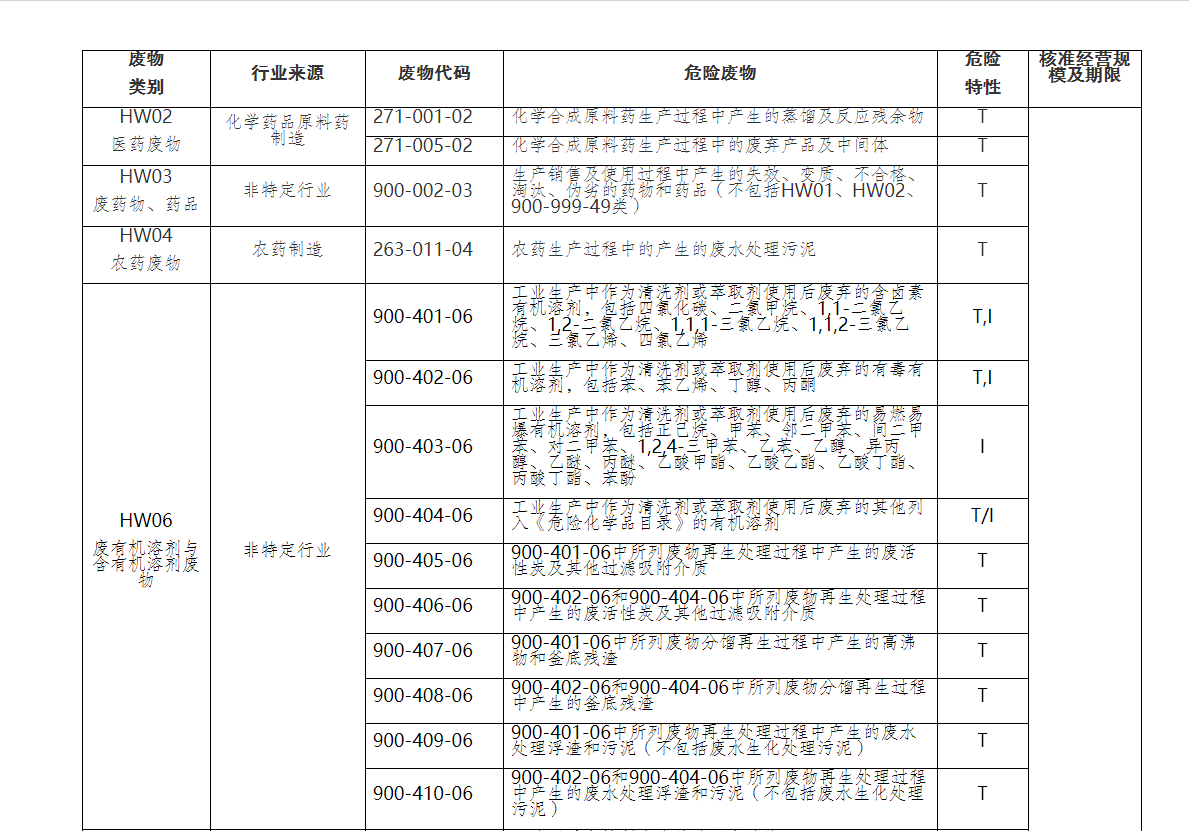 废物
类别
行业来源
废物代码
危险废物
危险
特性
核准经营规
模及期限
HW02
医药废物
化学药品原料药
制造
271-001-02
化学合成原料药生产过程中产生的蒸馏及反应残余物
T
271-005-02
化学合成原料药生产过程中的废弃产品及中间体
T
HW03
废药物、药品
非特定行业
900-002-03
生产销售及使用过程中产生的失效、变质、不合格、
淘汰、伪劣的药物和药品（不包括HW01、HW02、
900-999-49类）
T
HW04
农药废物
农药制造
263-011-04
农药生产过程中的产生的废水处理污泥
T
HW06
废有机溶剂与
含有机溶剂废
物
非特定行业
900-401-06
工业生产中作为清洗剂或萃取剂使用后废弃的含卤素
有机溶剂，包括四氯化碳、二氯甲烷、1,1-二氯乙
烷、1,2-二氯乙烷、1,1,1-三氯乙烷、1,1,2-三氯乙
烷、三氯乙烯、四氯乙烯
T,I
900-402-06
工业生产中作为清洗剂或萃取剂使用后废弃的有毒有
机溶剂，包括苯、苯乙烯、丁醇、丙酮
T,I
900-403-06
工业生产中作为清洗剂或萃取剂使用后废弃的易燃易
爆有机溶剂，包括正己烷、甲苯、邻二甲苯、间二甲
苯、对二甲苯、1,2,4-三甲苯、乙苯、乙醇、异丙
醇、乙醚、丙醚、乙酸甲酯、乙酸乙酯、乙酸丁酯、
丙酸丁酯、苯酚
I
900-404-06
工业生产中作为清洗剂或萃取剂使用后废弃的其他列
入《危险化学品目录》的有机溶剂
T/I
900-405-06
900-401-06中所列废物再生处理过程中产生的废活
性炭及其他过滤吸附介质
T
900-406-06
900-402-06和900-404-06中所列废物再生处理过程
中产生的废活性炭及其他过滤吸附介质
T
900-407-06
900-401-06中所列废物分馏再生过程中产生的高沸
物和釜底残渣
T
900-408-06
900-402-06和900-404-06中所列废物分馏再生过程
中产生的釜底残渣
T
900-409-06
900-401-06中所列废物再生处理过程中产生的废水
处理浮渣和污泥（不包括废水生化处理污泥）
T
900-410-06
900-402-06和900-404-06中所列废物再生处理过程
中产生的废水处理浮渣和污泥（不包括废水生化处理
污泥）
T